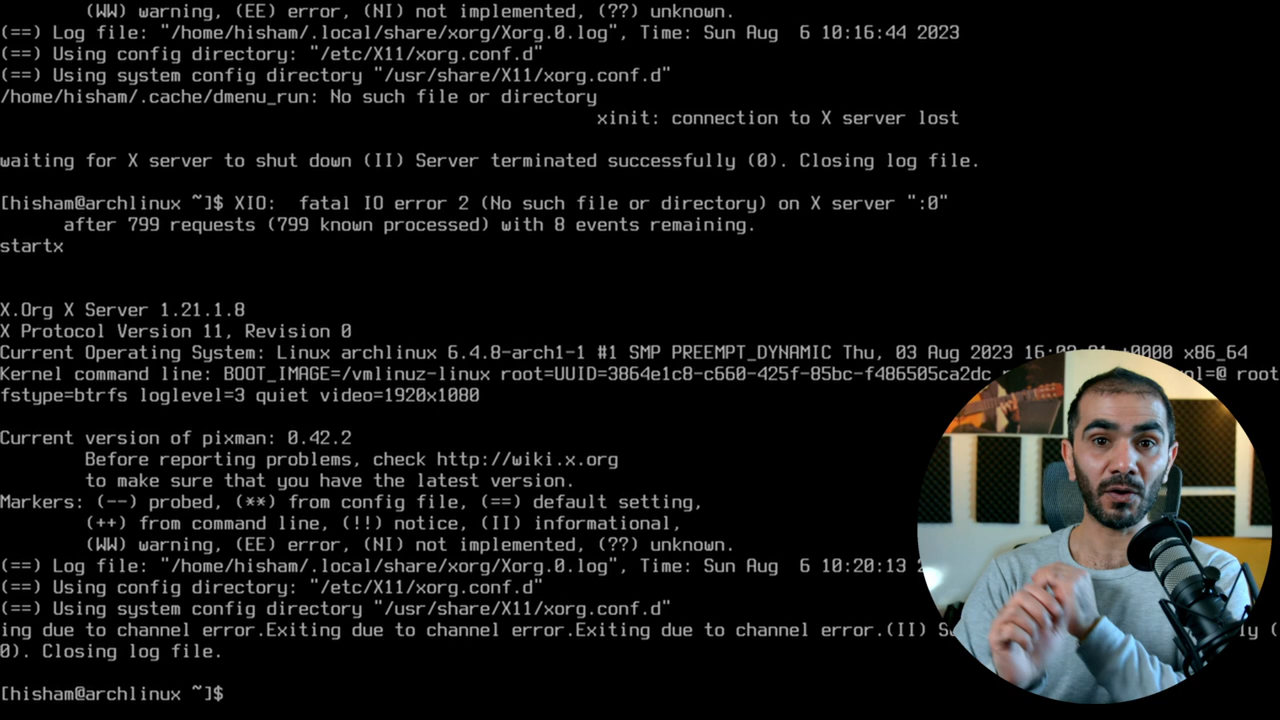 (WW) warning, (EE) error, (NI) not implemented, (??) unknown.
(==) Log file: "/home/hisham/.local/share/xorg/Xorg.0.log", Time: Sun Aug  6 10:16:44 2023
(==) Using config directory: "/etc/X11/xorg.conf.d"
(==) Using system config directory "/usr/share/X11/xorg.conf.d"
/home/hisham/.cache/dmenu_run: No such file or directory
xinit: connection to X server lost
waiting for X server to shut down (II) Server terminated successfully (0). Closing log file.
[hisham@archlinux ~]$ XIO:  fatal IO error 2 (No such file or directory) on X server ":0"
after 799 requests (799 known processed) with 8 events remaining.
startx
X.Org X Server 1.21.1.8
X Protocol Version 11, Revision 0
Current Operating System: Linux archlinux 6.4.8-arch1-1 #1 SMP PREEMPT_DYNAMIC Thu, 03 Aug 2023 +0000 x86_64
Kernel command line: BOOT_IMAGE=/vmlinuz-linux root=UUID=3864e1c8-c660-425f-85bc-f486505ca2dc root
fstype=btrfs loglevel=3 quiet video=1920x1080
Current version of pixman: 0.42.2
Before reporting problems, check http://wiki.x.org
to make sure that you have the latest version.
Markers: (--) probed, (**) from config file, (==) default setting,
(++) from command line, (!!) notice, (II) informational,
(WW) warning, (EE) error, (NI) not implemented, (??) unknown.
(==) Log file: "/home/hisham/.local/share/xorg/Xorg.0.log", Time: Sun Aug  6 10:20:13
(==) Using config directory: "/etc/X11/xorg.conf.d"
(==) Using system config directory "/usr/share/X11/xorg.conf.d"
ing due to channel error.Exiting due to channel error.Exiting due to channel error.(II) (
0). Closing log file.
[hisham@archlinux ~]$